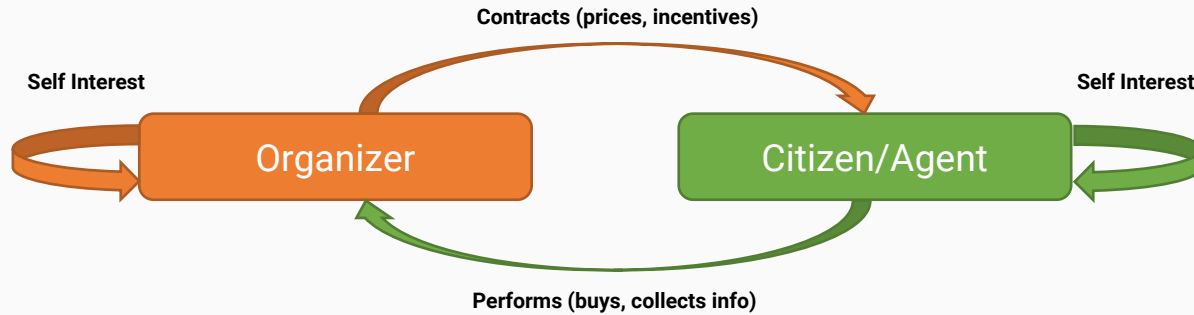 Contracts (prices, incentives)
Self Interest
Self Interest
Organizer
Citizen/Agent
Performs (buys, collects info)